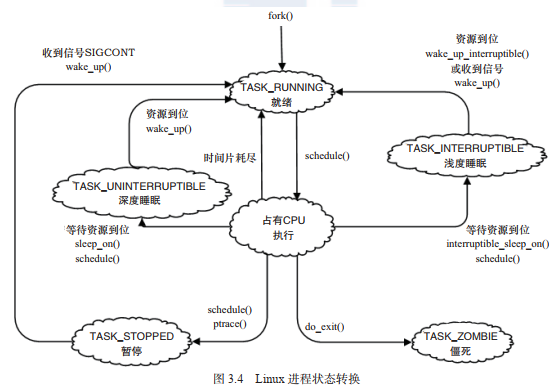 fork()
收到信号SIGCONT
wake_up()
资源到位
wake_up_interruptible()
或收到信号
wake_up()
TASK_RUNNING
就绪
资源到位
wake_up()
时间片耗尽
schedule()
TASK_INTERRUPTIBLE
浅度睡眠
TASK_UNINTERRUPTIBLE
深度睡眠
占有CPU
执行
等待资源到位
sleep_on()
schedule()
等待资源到位
interruptible_sleep_on()
schedule()
schedule()
ptrace()
do_exit()
TASK_STOPPED
暂停
TASK_ZOMBIE
僵死
图 3.4 Linux 进程状态转换